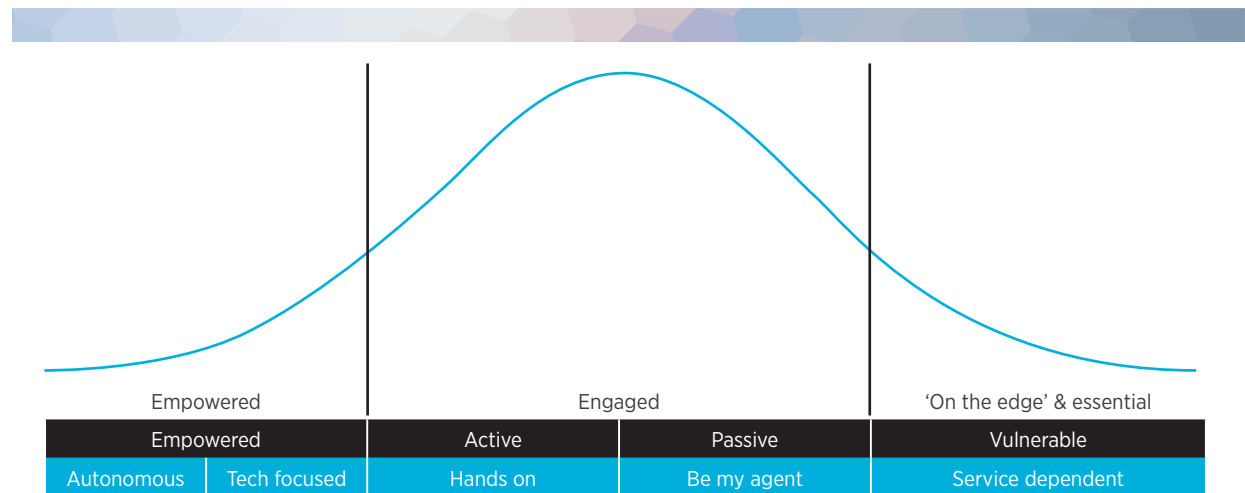 Empowered Engaged ‘On the edge’ & essential
Empowered Active Passive Vulnerable
Autonomous Tech focused Hands on Be my agent Service dependent